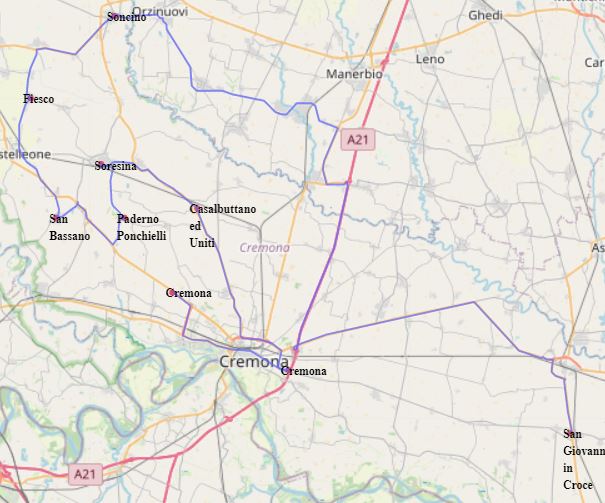 Orzinuovi
Soncino
Ghedi
Leno
Manerbio
Fiesco
A21
stelleone
Soresina
San
Bassano
Paderno
Ponchielli
Casalbuttano
ed
Uniti
Cremona
Cremona
Cremona
Cremona
San
Giovann
in
Croce
A21